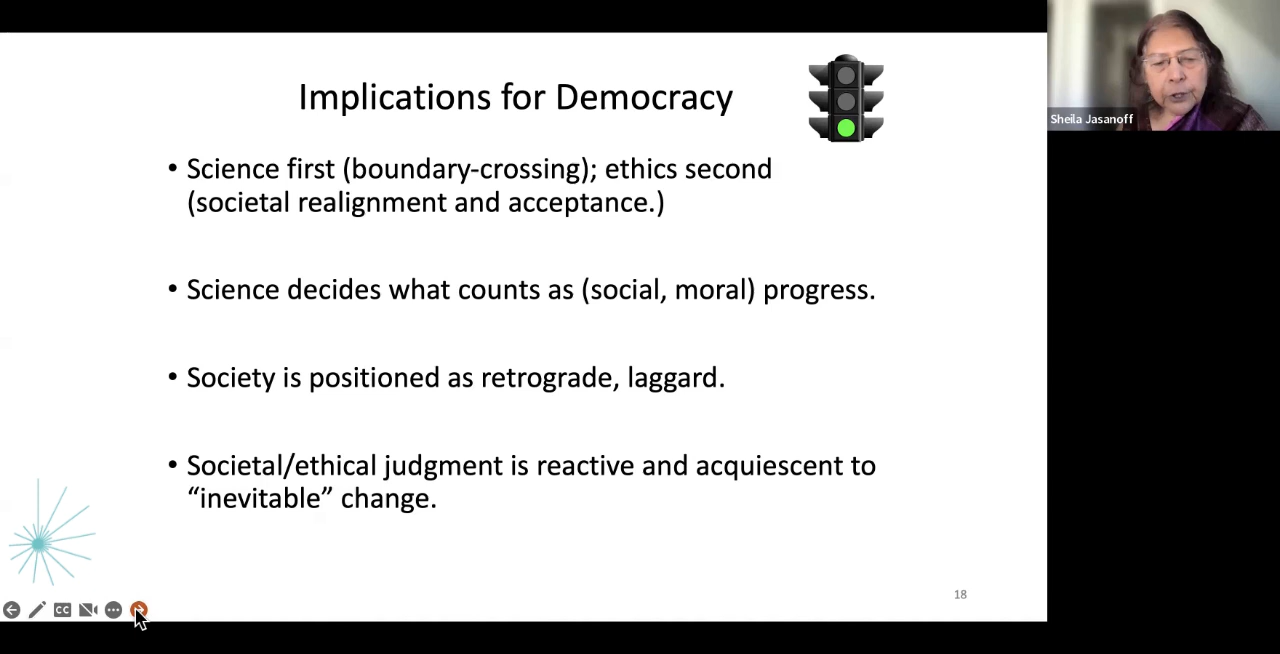 Implications for Democracy
• Science first (boundary-crossing); ethics second
(societal realignment and acceptance.)
• Science decides what counts as (social, moral) progress.
• Society is positioned as retrograde, laggard.
• Societal/ethical judgment is reactive and acquiescent to
“inevitable” change.
18
CC
Sheila Jasanoff